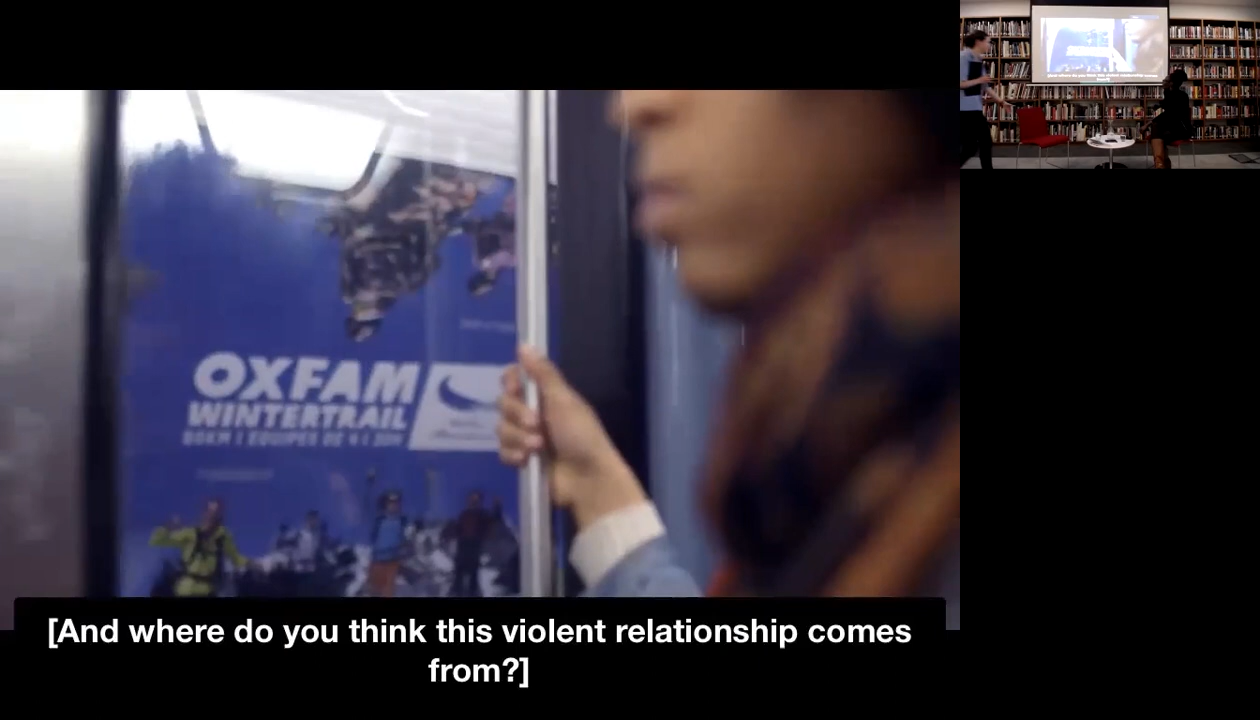 OXFAM
WINTERTRAIL
[And where do you think this violent relationship comes
from?]